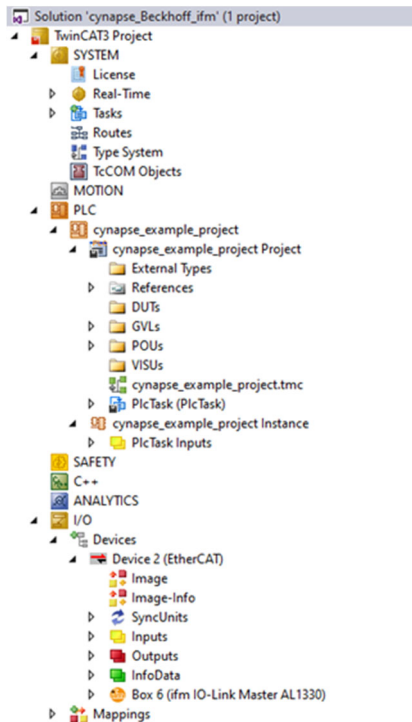 Solution 'cynapse_Beckhoff_ifm' (1 project)
TwinCAT3 Project
SYSTEM
License
Real-Time
Tasks
Routes
Type System
TcCOM Objects
MOTION
PLC
cynapse_example_project
cynapse_example_project Project
External Types
References
DUTs
GVLs
POUs
VISUs
cynapse_example_project.tmc
PlcTask (PlcTask)
cynapse_example_project Instance
PlcTask Inputs
SAFETY
C++
ANALYTICS
I/O
Devices
Device 2 (EtherCAT)
Image
Image-Info
SyncUnits
Inputs
Outputs
InfoData
Box 6 (ifm IO-Link Master AL1330)
Mappings